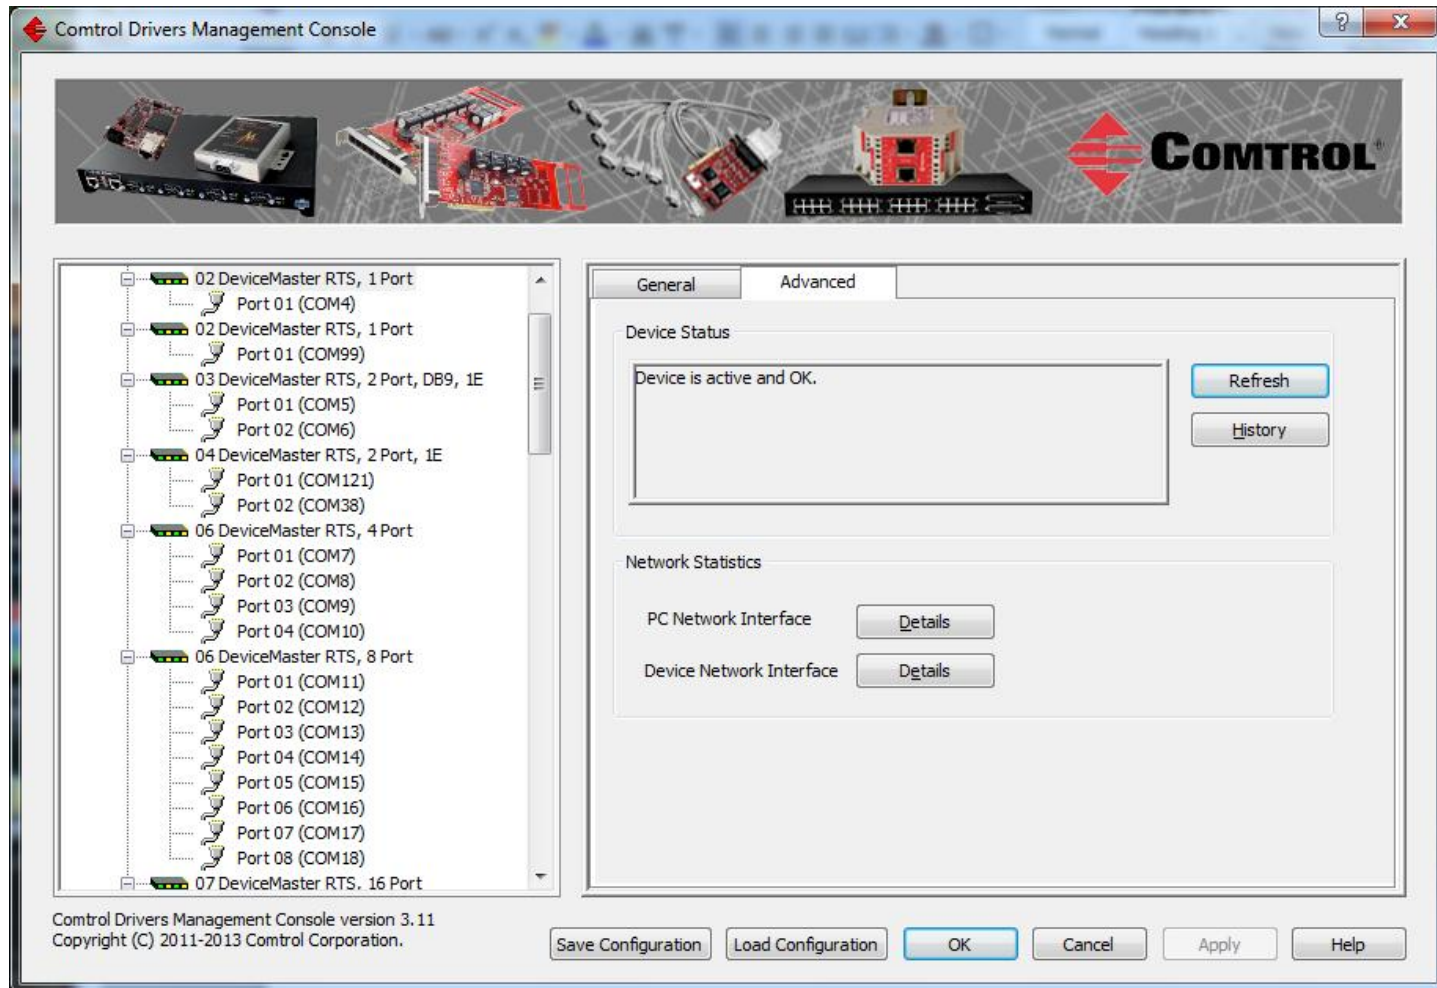 Comtrol Drivers Management Console
COMTROL®
02 DeviceMaster RTS, 1 Port
Port 01 (COM4)
02 DeviceMaster RTS, 1 Port
Port 01 (COM99)
03 DeviceMaster RTS, 2 Port, DB9, 1E
Port 01 (COM5)
Port 02 (COM6)
04 DeviceMaster RTS, 2 Port, 1E
Port 01 (COM121)
Port 02 (COM38)
06 DeviceMaster RTS, 4 Port
Port 01 (COM7)
Port 02 (COM8)
Port 03 (COM9)
Port 04 (COM10)
06 DeviceMaster RTS, 8 Port
Port 01 (COM11)
Port 02 (COM12)
Port 03 (COM13)
Port 04 (COM14)
Port 05 (COM15)
Port 06 (COM16)
Port 07 (COM17)
Port 08 (COM18)
07 DeviceMaster RTS. 16 Port
General Advanced
Device Status
Device is active and OK.
Refresh
History
Network Statistics
PC Network Interface Details
Device Network Interface Details
Comtrol Drivers Management Console version 3.11
Copyright (C) 2011-2013 Comtrol Corporation.
Save Configuration Load Configuration OK Cancel Apply Help